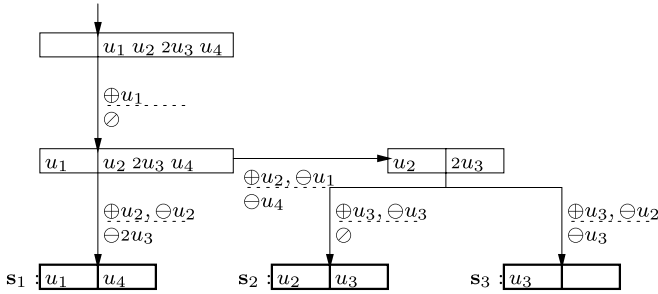 u₁ u₂ 2u₃ u₄
⊕u₁
⊘
u₁ u₂ 2u₃ u₄
u₂ 2u₃
⊕u₂, ⊖u₁
⊖u₄
⊕u₂, ⊖u₂
⊖2u₃
⊕u₃, ⊖u₃
⊘
⊕u₃, ⊖u₂
⊖u₃
s₁ : u₁ u₄
s₂ : u₂ u₃
s₃ : u₃